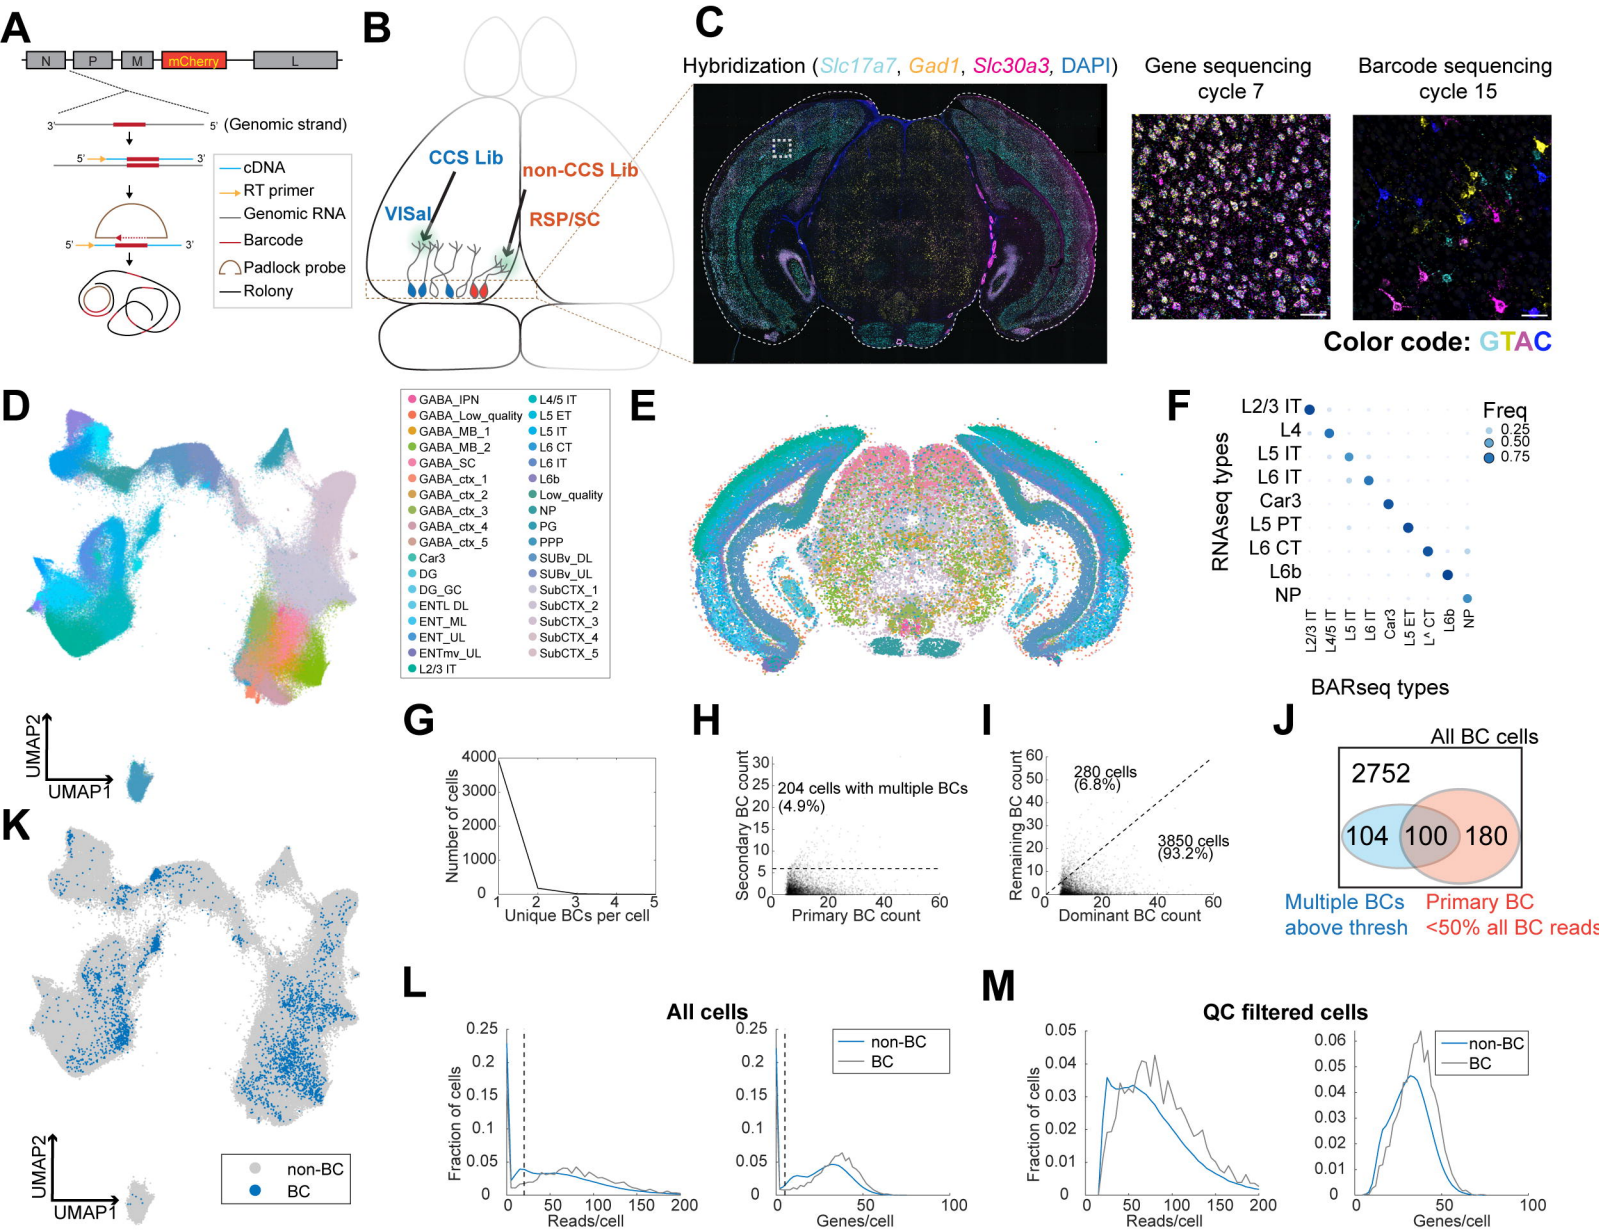 A
N
P
M
mCherry
L
3'
5'
(Genomic strand)
5'
3'
5'
3'
cDNA
RT primer
Genomic RNA
Barcode
Padlock probe
Rolony
B
CCS Lib
non-CCS Lib
VISal
RSP/SC
C
Hybridization (Slc17a7, Gad1, Slc30a3, DAPI)
Gene sequencing
cycle 7
Barcode sequencing
cycle 15
Color code: GTAC
D
UMAP2
UMAP1
GABA_IPN
GABA_Low_quality
GABA_MB_1
GABA_MB_2
GABA_SC
GABA_ctx_1
GABA_ctx_2
GABA_ctx_3
GABA_ctx_4
GABA_ctx_5
Car3
DG
DG_GC
ENTL DL
ENT_ML
ENT_UL
ENTmv_UL
L2/3 IT
L4/5 IT
L5 ET
L5 IT
L6 CT
L6 IT
L6b
Low_quality
NP
PG
PPP
SUBv_DL
SUBv_UL
SubCTX_1
SubCTX_2
SubCTX_3
SubCTX_4
SubCTX_5
E
F
RNAseq types
L2/3 IT
L4
L5 IT
L6 IT
Car3
L5 PT
L6 CT
L6b
NP
L2/3 IT
L4/5 IT
L5 IT
L6 IT
Car3
L5 ET
L^ CT
L6b
NP
BARseq types
Freq
0.25
0.50
0.75
G
Number of cells
4000
3000
2000
1000
0
1
2
3
4
5
Unique BCs per cell
H
Secondary BC count
30
25
20
15
10
5
0
204 cells with multiple BCs
(4.9%)
0
20
40
60
Primary BC count
I
Remaining BC count
60
50
40
30
20
10
0
280 cells
(6.8%)
3850 cells
(93.2%)
0
20
40
60
Dominant BC count
J
All BC cells
2752
104
100
180
Multiple BCs
above thresh
Primary BC
<50% all BC reads
K
UMAP2
UMAP1
non-BC
BC
L
All cells
Fraction of cells
0.25
0.2
0.15
0.1
0.05
0
0
50
100
150
200
Reads/cell
0.25
0.2
0.15
0.1
0.05
0
0
50
100
Genes/cell
non-BC
BC
M
QC filtered cells
Fraction of cells
0.05
0.04
0.03
0.02
0.01
0
0
50
100
150
200
Reads/cell
0.06
0.05
0.04
0.03
0.02
0.01
0
0
50
100
Genes/cell
non-BC
BC